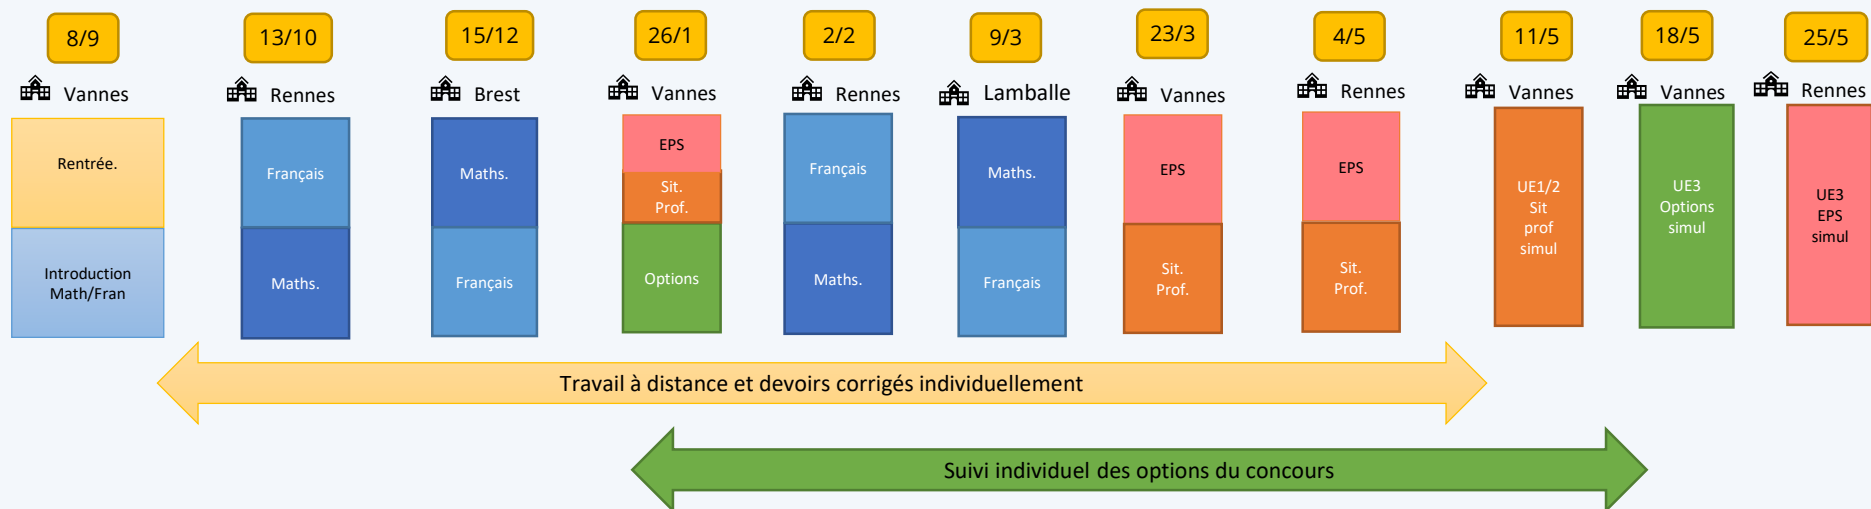 8/9
13/10
15/12
26/1
2/2
9/3
23/3
4/5
11/5
18/5
25/5
Vannes
Rennes
Brest
Vannes
Rennes
Lamballe
Vannes
Rennes
Vannes
Vannes
Rennes
Rentrée.
Introduction
Math/Fran
Français
Maths.
Maths.
Français
EPS
Sit.
Prof.
Options
Français
Maths.
Maths.
Français
EPS
Sit.
Prof.
EPS
Sit.
Prof.
UE1/2
Sit
prof
simul
UE3
Options
simul
UE3
EPS
simul
Travail à distance et devoirs corrigés individuellement
Suivi individuel des options du concours